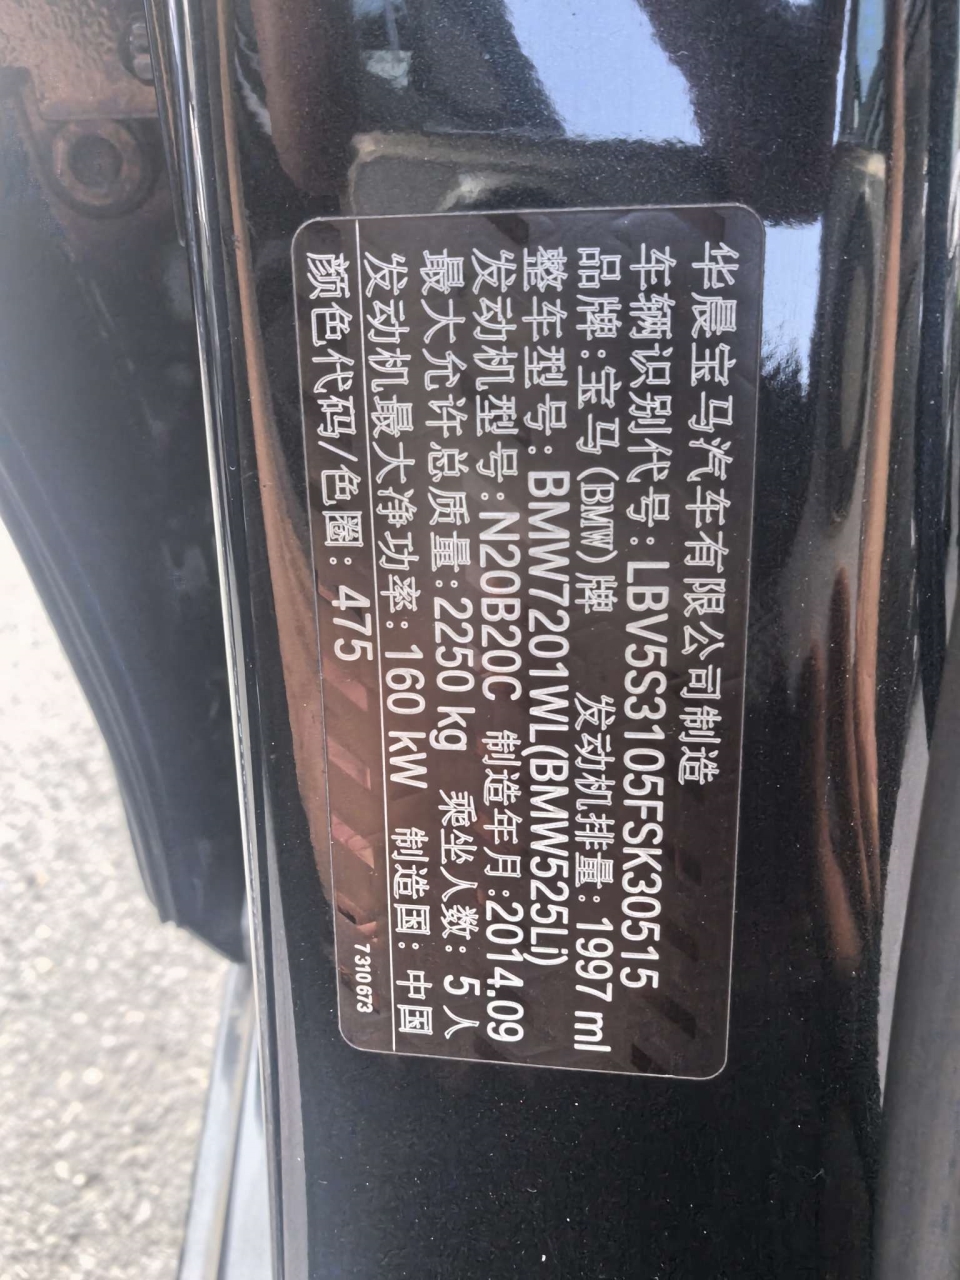 华晨宝马汽车有限公司制造
车辆识别代号:LBV5S3105FSK30515
品牌:宝马(BMW)牌 发动机排量:1997 ml
整车型号:BMW7201WL(BMW525Li)
发动机型号:N20B20C 制造年月:2014.09
最大允许总质量:2250 kg 乘坐人数:5人
发动机最大净功率:160 kW 制造国:中国
颜色代码/色圈:475
7310673